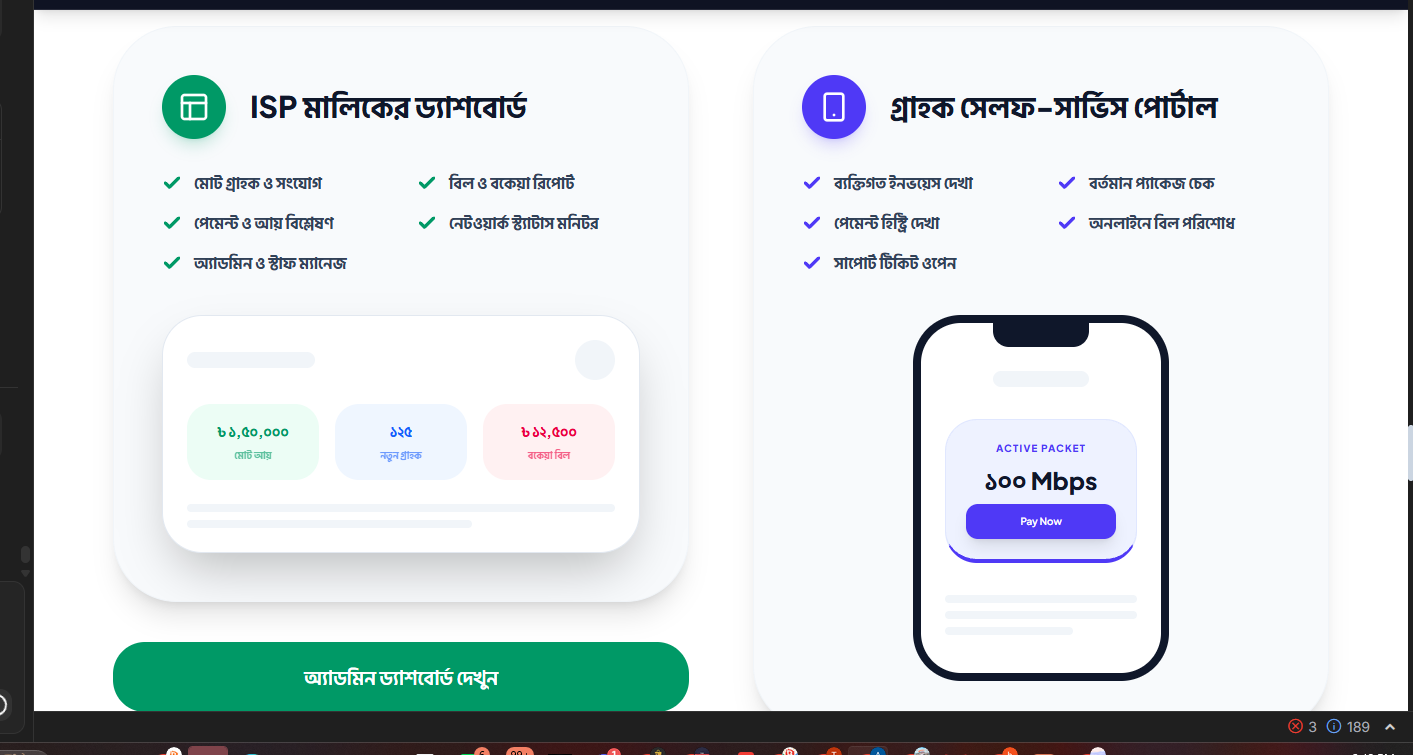 ISP মালিকের ড্যাশবোর্ড
মোট গ্রাহক ও সংযোগ
বিল ও বকেয়া রিপোর্ট
পেমেন্ট ও আয় বিশ্লেষণ
নেটওয়ার্ক স্ট্যাটাস মনিটর
অ্যাডমিন ও স্টাফ ম্যানেজ
৳ ১,৫০,০০০
মোট আয়
১২৫
নতুন গ্রাহক
৳ ১২,৫০০
বকেয়া বিল
অ্যাডমিন ড্যাশবোর্ড দেখুন
গ্রাহক সেলফ-সার্ভিস পোর্টাল
ব্যক্তিগত ইনভয়েস দেখা
বর্তমান প্যাকেজ চেক
পেমেন্ট হিস্ট্রি দেখা
অনলাইনে বিল পরিশোধ
সাপোর্ট টিকিট ওপেন
ACTIVE PACKET
১০০ Mbps
Pay Now
3
189